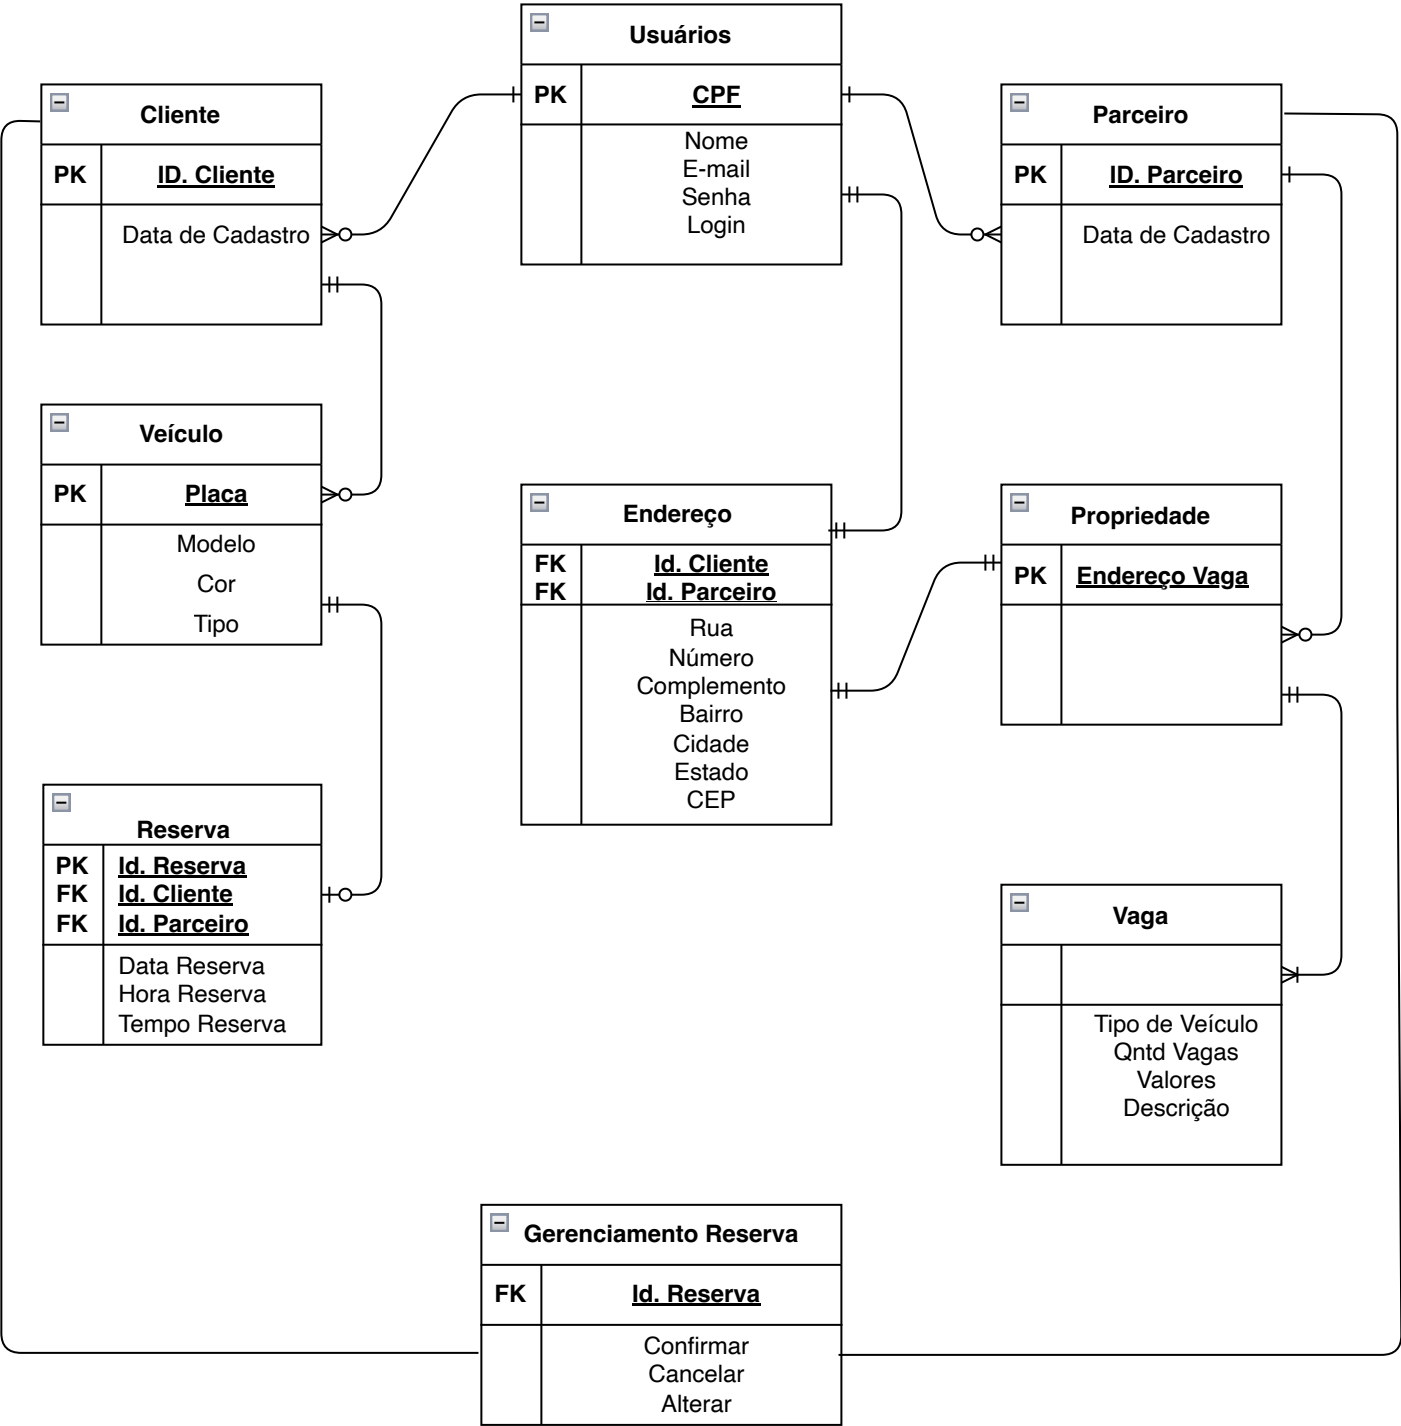 Usuários
PK CPF
Nome
E-mail
Senha
Login
Cliente
PK ID. Cliente
Data de Cadastro
Parceiro
PK ID. Parceiro
Data de Cadastro
Veículo
PK Placa
Modelo
Cor
Tipo
Endereço
FK Id. Cliente
FK Id. Parceiro
Rua
Número
Complemento
Bairro
Cidade
Estado
CEP
Propriedade
PK Endereço Vaga
Reserva
PK Id. Reserva
FK Id. Cliente
FK Id. Parceiro
Data Reserva
Hora Reserva
Tempo Reserva
Vaga
Tipo de Veículo
Qntd Vagas
Valores
Descrição
Gerenciamento Reserva
FK Id. Reserva
Confirmar
Cancelar
Alterar